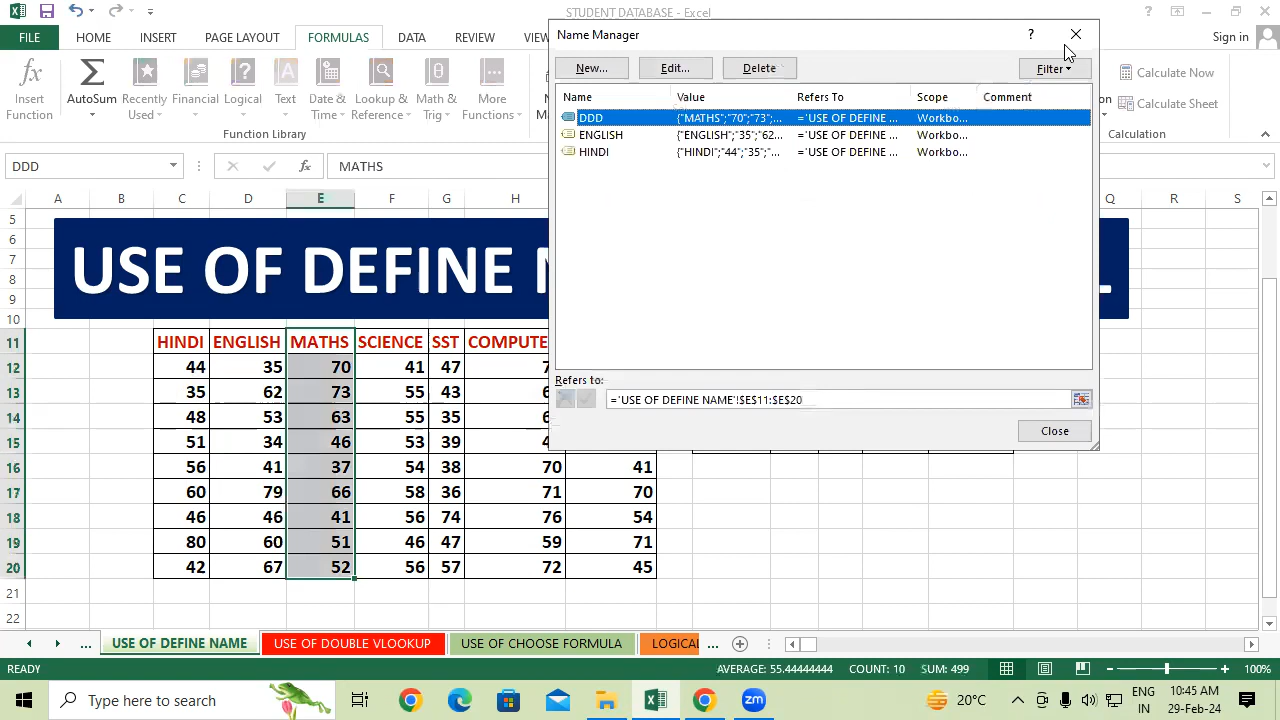 STUDENT DATABASE - Excel
FILE HOME INSERT PAGE LAYOUT FORMULAS DATA REVIEW
Sign in
Insert Function
AutoSum
Recently Used
Financial
Logical
Text
Date & Time
Lookup & Reference
Math & Trig
More Functions
Function Library
Calculate Now
Calculate Sheet
Calculation
Name Manager
New... Edit... Delete Filter
Name Value Refers To Scope Comment
DDD {"MATHS";"70";"73";... ='USE OF DEFINE ... Workbo...
ENGLISH {"ENGLISH";"35";"62... ='USE OF DEFINE ... Workbo...
HINDI {"HINDI";"44";"35";"... ='USE OF DEFINE ... Workbo...
Refers to:
='USE OF DEFINE NAME'!$E$11:$E$20
Close
DDD fx MATHS
A B C D E F G H Q R S
5
6
7
8
9
10
USE OF DEFINE
11 HINDI ENGLISH MATHS SCIENCE SST COMPUTE
12 44 35 70 41 47 7
13 35 62 73 55 43 6
14 48 53 63 55 35 6
15 51 34 46 53 39 4
16 56 41 37 54 38 70 41
17 60 79 66 58 36 71 70
18 46 46 41 56 74 76 54
19 80 60 51 46 47 59 71
20 42 67 52 56 57 72 45
21
22
... USE OF DEFINE NAME USE OF DOUBLE VLOOKUP USE OF CHOOSE FORMULA LOGICAL ...
READY AVERAGE: 55.44444444 COUNT: 10 SUM: 499 100%
Type here to search
20°C
ENG
IN
10:45 AM
29-Feb-24